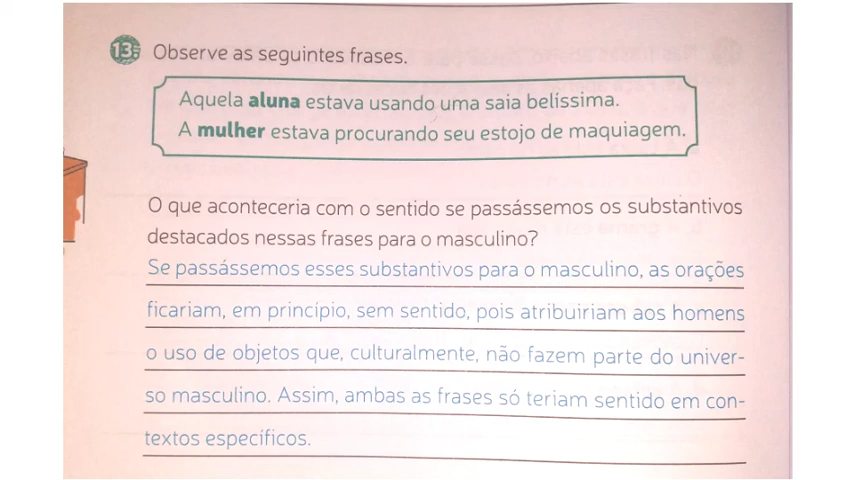 13. Observe as seguintes frases.
Aquela aluna estava usando uma saia belíssima.
A mulher estava procurando seu estojo de maquiagem.
O que aconteceria com o sentido se passássemos os substantivos
destacados nessas frases para o masculino?
Se passássemos esses substantivos para o masculino, as orações
ficariam, em princípio, sem sentido, pois atribuiriam aos homens
o uso de objetos que, culturalmente, não fazem parte do univer-
so masculino. Assim, ambas as frases só teriam sentido em con-
textos específicos.